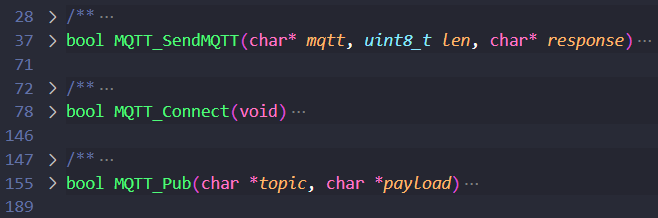 28 > /** ···
37 > bool MQTT_SendMQTT(char* mqtt, uint8_t len, char* response) ···
71
72 > /** ···
78 > bool MQTT_Connect(void) ···
146
147 > /** ···
155 > bool MQTT_Pub(char *topic, char *payload) ···
189